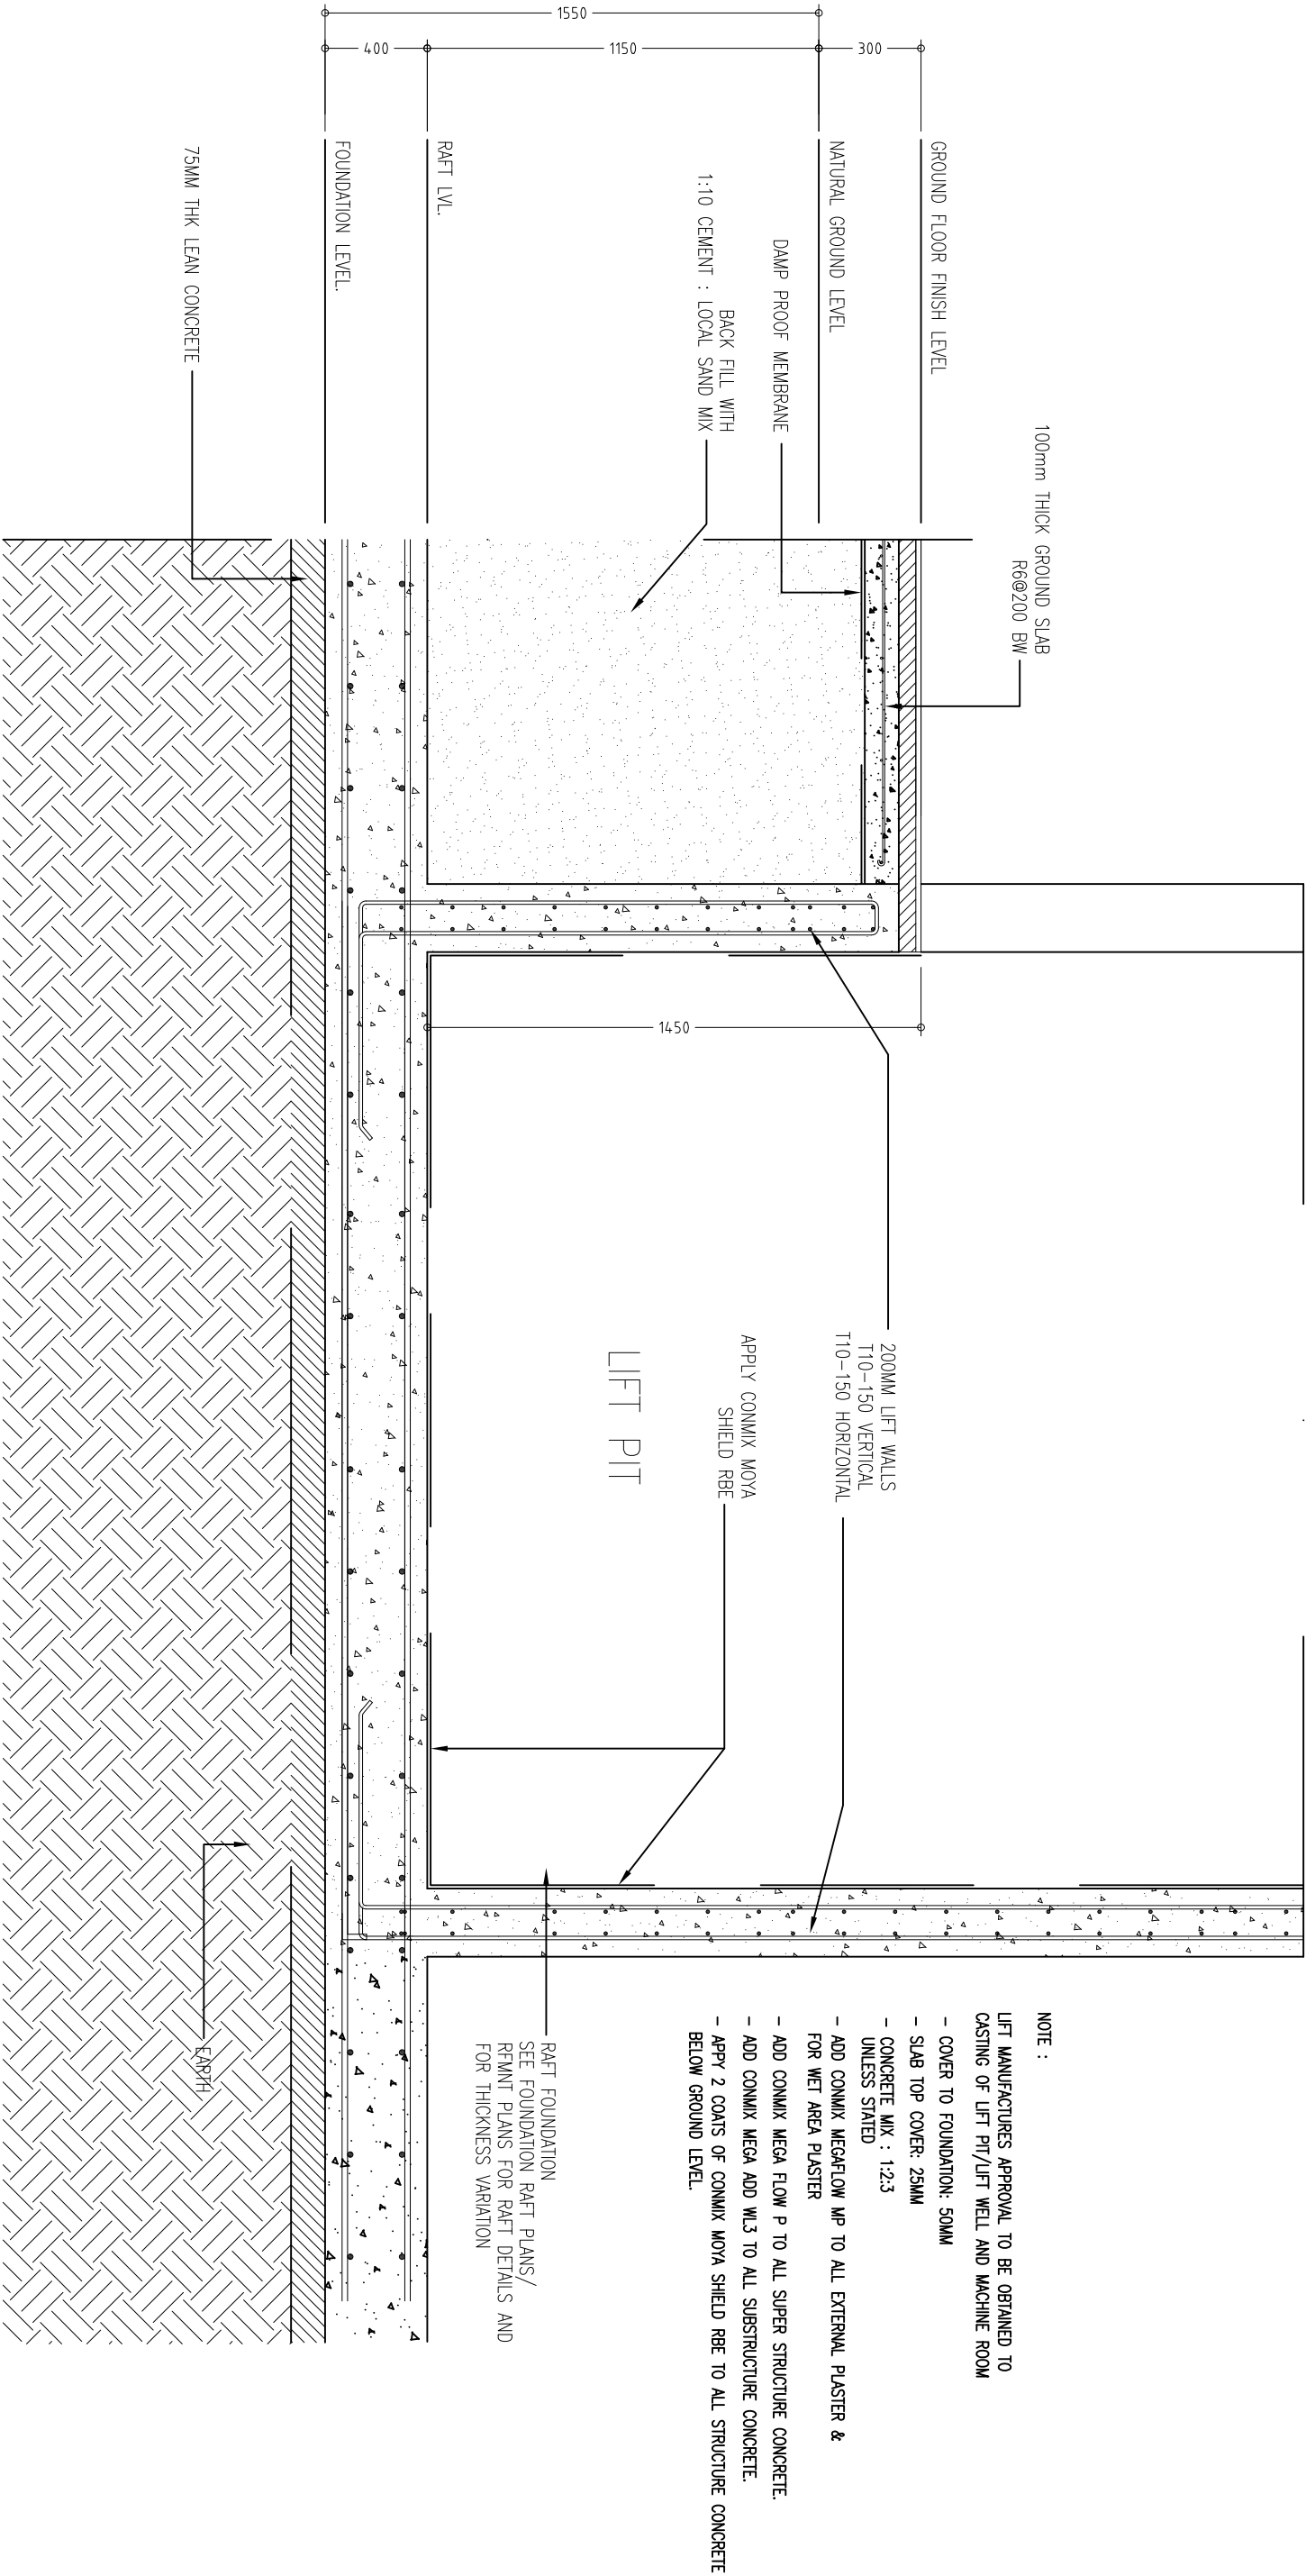 100mm THICK GROUND SLAB
R6@200 BW
GROUND FLOOR FINISH LEVEL
300
NATURAL GROUND LEVEL
DAMP PROOF MEMBRANE
BACK FILL WITH
1:10 CEMENT : LOCAL SAND MIX
1550
1150
RAFT LVL.
400
FOUNDATION LEVEL.
75MM THK LEAN CONCRETE
1450
200MM LIFT WALLS
T10-150 VERTICAL
T10-150 HORIZONTAL
APPLY CONMIX MOYA
SHIELD RBE
LIFT PIT
NOTE :
LIFT MANUFACTURES APPROVAL TO BE OBTAINED TO
CASTING OF LIFT PIT/LIFT WELL AND MACHINE ROOM
- COVER TO FOUNDATION: 50MM
- SLAB TOP COVER: 25MM
- CONCRETE MIX : 1:2:3
UNLESS STATED
- ADD CONMIX MEGAFLOW MP TO ALL EXTERNAL PLASTER &
FOR WET AREA PLASTER
- ADD CONMIX MEGA FLOW P TO ALL SUPER STRUCTURE CONCRETE.
- ADD CONMIX MEGA ADD WL3 TO ALL SUBSTRUCTURE CONCRETE.
- APPY 2 COATS OF CONMIX MOYA SHIELD RBE TO ALL STRUCTURE CONCRETE
BELOW GROUND LEVEL.
RAFT FOUNDATION
SEE FOUNDATION RAFT PLANS/
RFMNT PLANS FOR RAFT DETAILS AND
FOR THICKNESS VARIATION
EARTH